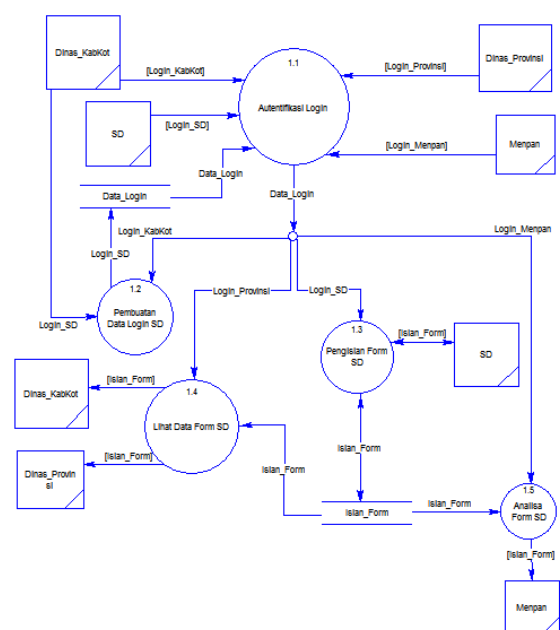 Dinas_KabKot
[Login_KabKot]
1.1
Autentifikasi Login
[Login_Provinsi]
Dinas_Provinsi
SD
[Login_SD]
[Login_Menpan]
Menpan
Data_Login
Data_Login
Data_Login
Login_KabKot
Login_Menpan
Login_SD
1.2
Pembuatan
Data Login SD
Login_SD
Login_Provinsi
Login_SD
1.3
Pengisian Form
SD
[Isian_Form]
SD
Dinas_KabKot
[Isian_Form]
1.4
Lihat Data Form SD
Isian_Form
Dinas_Provin
si
[Isian_Form]
Isian_Form
Isian_Form
Isian_Form
1.5
Analisa
Form SD
[Isian_Form]
Menpan